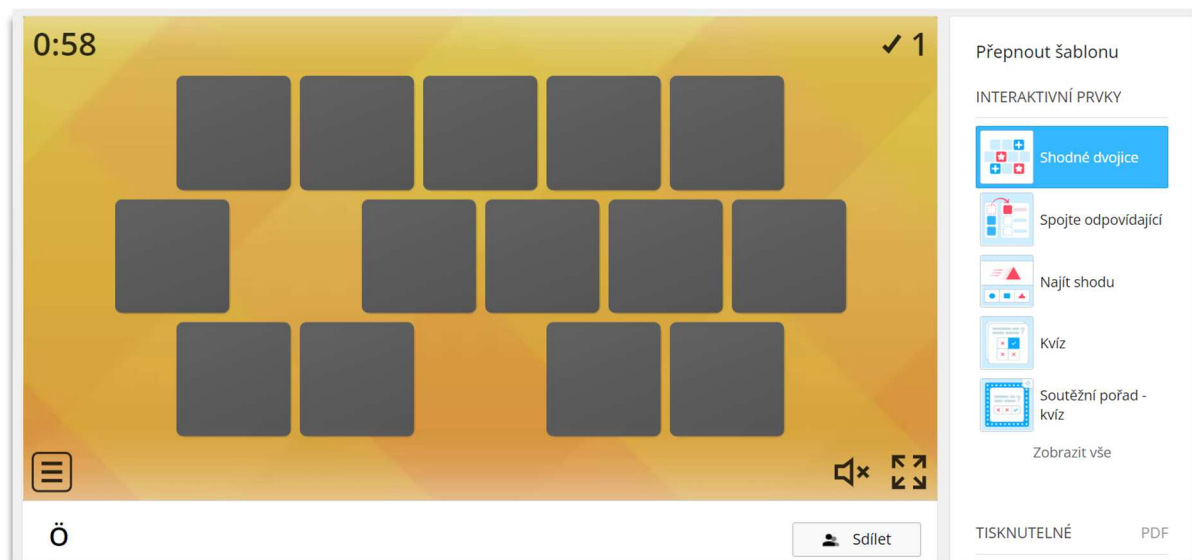 0:58
✓ 1
Ö
Sdílet
Přepnout šablonu
INTERAKTIVNÍ PRVKY
Shodné dvojice
Spojte odpovídající
Najít shodu
Kvíz
Soutěžní pořad -
kvíz
Zobrazit vše
TISKNUTELNÉ PDF